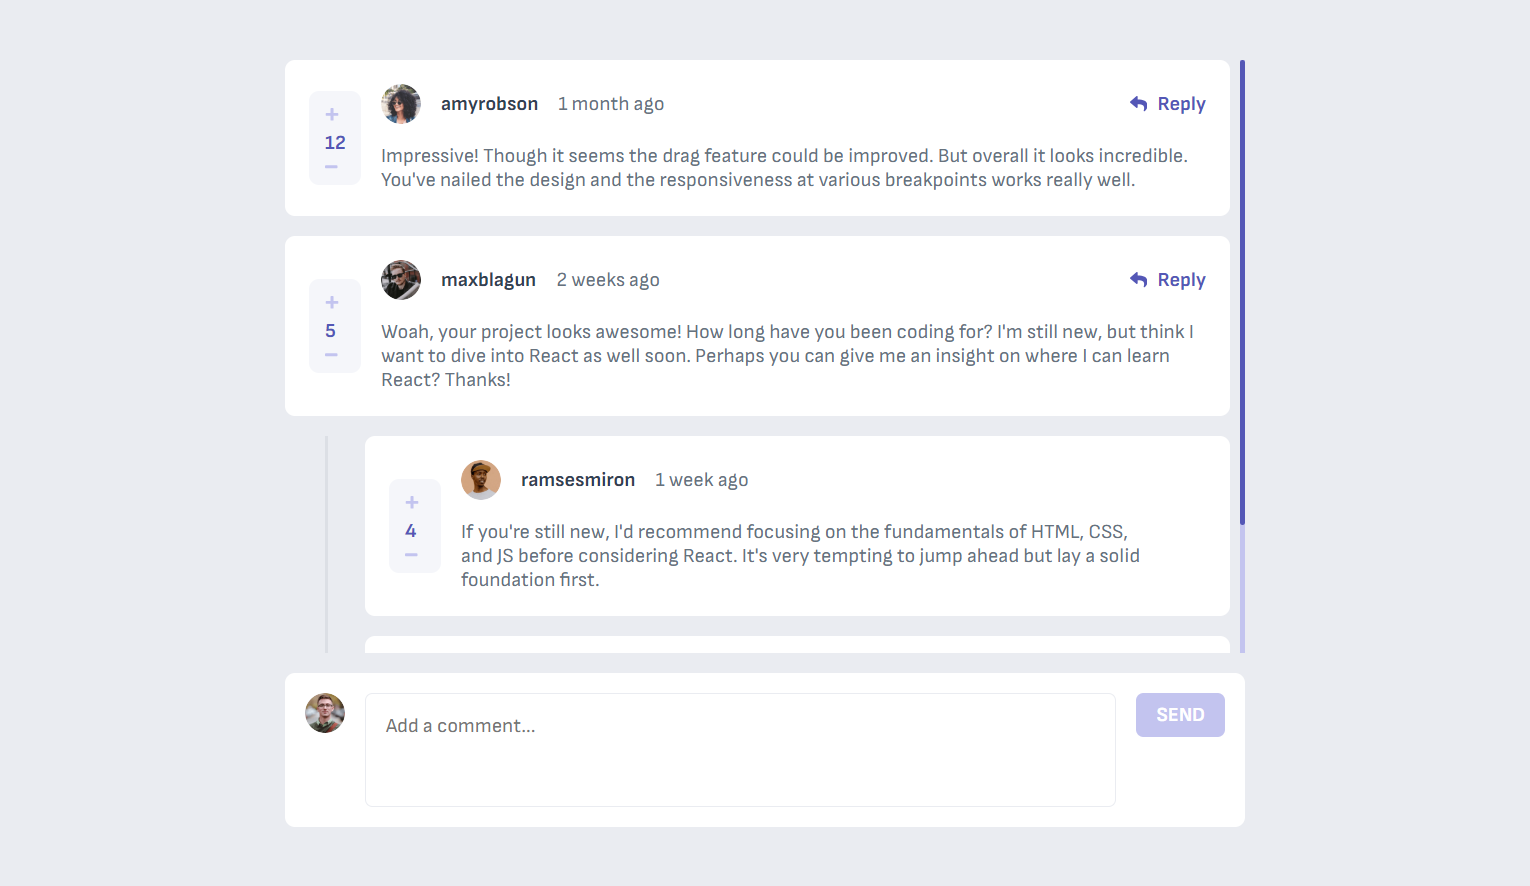 +
amyrobson 1 month ago Reply
12
Impressive! Though it seems the drag feature could be improved. But overall it looks incredible.
You've nailed the design and the responsiveness at various breakpoints works really well.
−
+
maxblagun 2 weeks ago Reply
5
Woah, your project looks awesome! How long have you been coding for? I'm still new, but think I
want to dive into React as well soon. Perhaps you can give me an insight on where I can learn
React? Thanks!
−
+
ramsesmiron 1 week ago
4
If you're still new, I'd recommend focusing on the fundamentals of HTML, CSS,
and JS before considering React. It's very tempting to jump ahead but lay a solid
foundation first.
−
Add a comment...
SEND